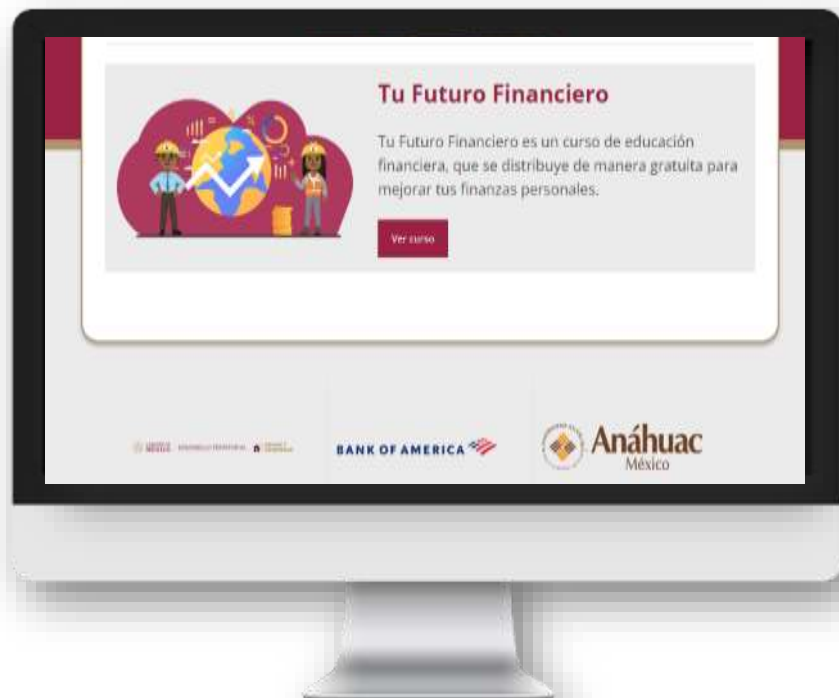 Tu Futuro Financiero
Tu Futuro Financiero es un curso de educación
financiera, que se distribuye de manera gratuita para
mejorar tus finanzas personales.
Ver curso
BANK OF AMERICA
Anáhuac
México